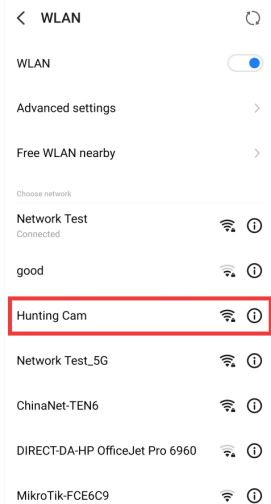 WLAN
WLAN
Advanced settings
Free WLAN nearby
Choose network
Network Test
Connected
good
Hunting Cam
Network Test_5G
ChinaNet-TEN6
DIRECT-DA-HP OfficeJet Pro 6960
MikroTik-FCE6C9